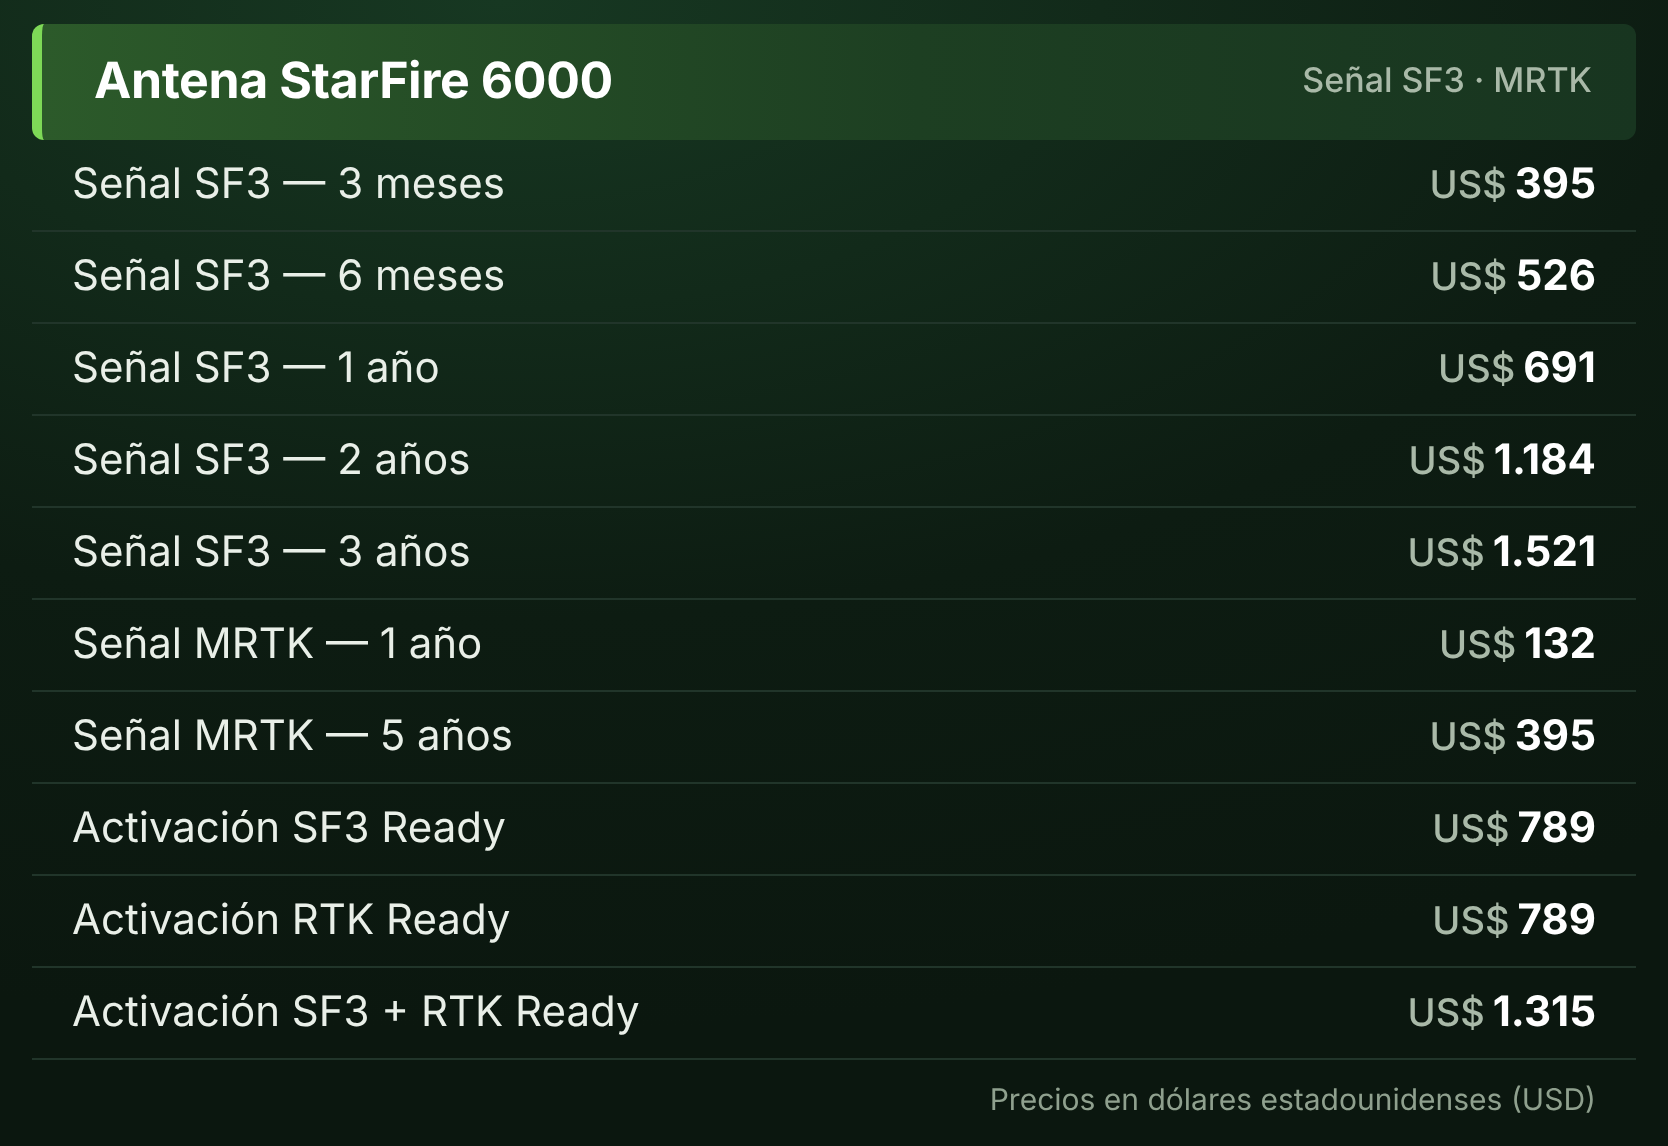 Antena StarFire 6000 Señal SF3 · MRTK
Señal SF3 — 3 meses US$ 395
Señal SF3 — 6 meses US$ 526
Señal SF3 — 1 año US$ 691
Señal SF3 — 2 años US$ 1.184
Señal SF3 — 3 años US$ 1.521
Señal MRTK — 1 año US$ 132
Señal MRTK — 5 años US$ 395
Activación SF3 Ready US$ 789
Activación RTK Ready US$ 789
Activación SF3 + RTK Ready US$ 1.315
Precios en dólares estadounidenses (USD)